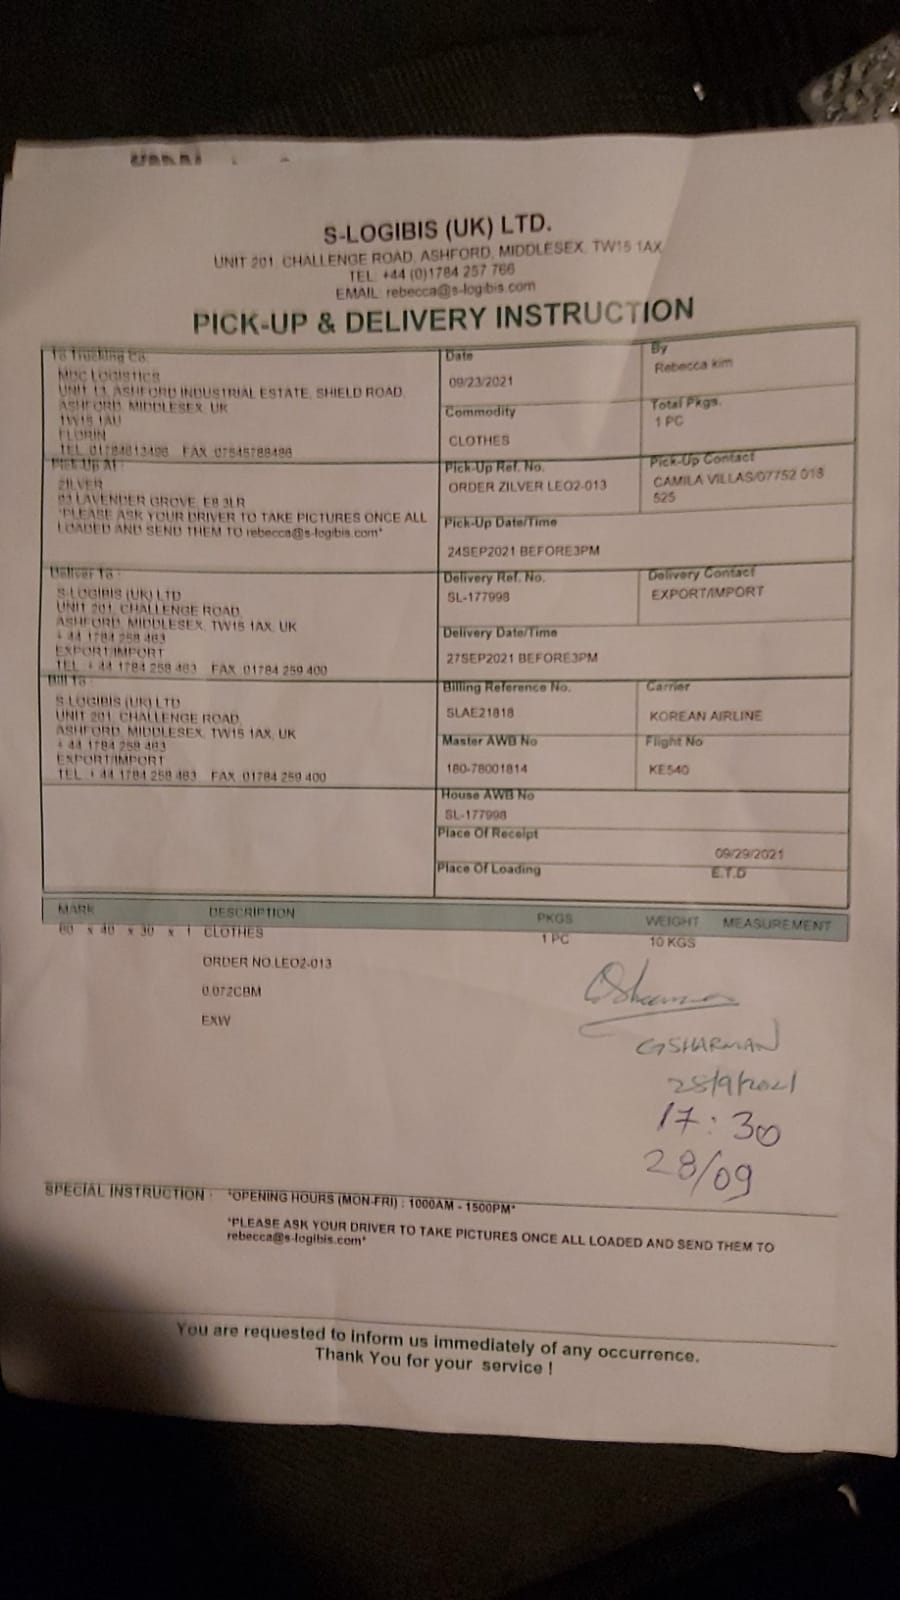 S-LOGIBIS (UK) LTD.
UNIT 201, CHALLENGE ROAD, ASHFORD, MIDDLESEX, TW15 1AX
TEL: +44 (0)1784 257 766
EMAIL: rebecca@s-logibis.com
PICK-UP & DELIVERY INSTRUCTION
To Trucking Co.
MDC LOGISTICS
UNIT 13, ASHFORD INDUSTRIAL ESTATE, SHIELD ROAD,
ASHFORD, MIDDLESEX, UK
TW15 1AU
FLORIN
TEL. 01784813498 FAX. 07545788486
Date
09/23/2021
By
Rebecca kim
Commodity
CLOTHES
Total Pkgs.
1 PC
Pick-Up At :
ZILVER
LAVENDER GROVE, E8 3LR
*PLEASE ASK YOUR DRIVER TO TAKE PICTURES ONCE ALL
LOADED AND SEND THEM TO rebecca@s-logibis.com*
Pick-Up Ref. No.
ORDER ZILVER LEO2-013
Pick-Up Contact
CAMILA VILLAS/07752 018
525
Pick-Up Date/Time
24SEP2021 BEFORE3PM
Deliver To :
S-LOGIBIS (UK) LTD
UNIT 201, CHALLENGE ROAD,
ASHFORD, MIDDLESEX, TW15 1AX, UK
+ 44 1784 258 463
EXPORT/IMPORT
TEL. + 44 1784 258 463 FAX. 01784 259 400
Delivery Ref. No.
SL-177998
Delivery Contact
EXPORT/IMPORT
Delivery Date/Time
27SEP2021 BEFORE3PM
Bill To :
S-LOGIBIS (UK) LTD
UNIT 201, CHALLENGE ROAD,
ASHFORD, MIDDLESEX, TW15 1AX, UK
+ 44 1784 259 463
EXPORT/IMPORT
TEL. + 44 1784 258 463 FAX. 01784 259 400
Billing Reference No.
SLAE21818
Carrier
KOREAN AIRLINE
Master AWB No
180-78001814
Flight No
KE540
House AWB No
SL-177998
Place Of Receipt
09/29/2021
Place Of Loading
E.T.D
MARK DESCRIPTION PKGS WEIGHT MEASUREMENT
60 x 40 x 30 x 1 CLOTHES 1 PC 10 KGS
ORDER NO.LEO2-013
0.072CBM
EXW
GSharman
G SHARMAN
28/9/2021
17:30
28/09
SPECIAL INSTRUCTION : *OPENING HOURS (MON-FRI) : 1000AM - 1500PM*
*PLEASE ASK YOUR DRIVER TO TAKE PICTURES ONCE ALL LOADED AND SEND THEM TO
rebecca@s-logibis.com*
You are requested to inform us immediately of any occurrence.
Thank You for your service !